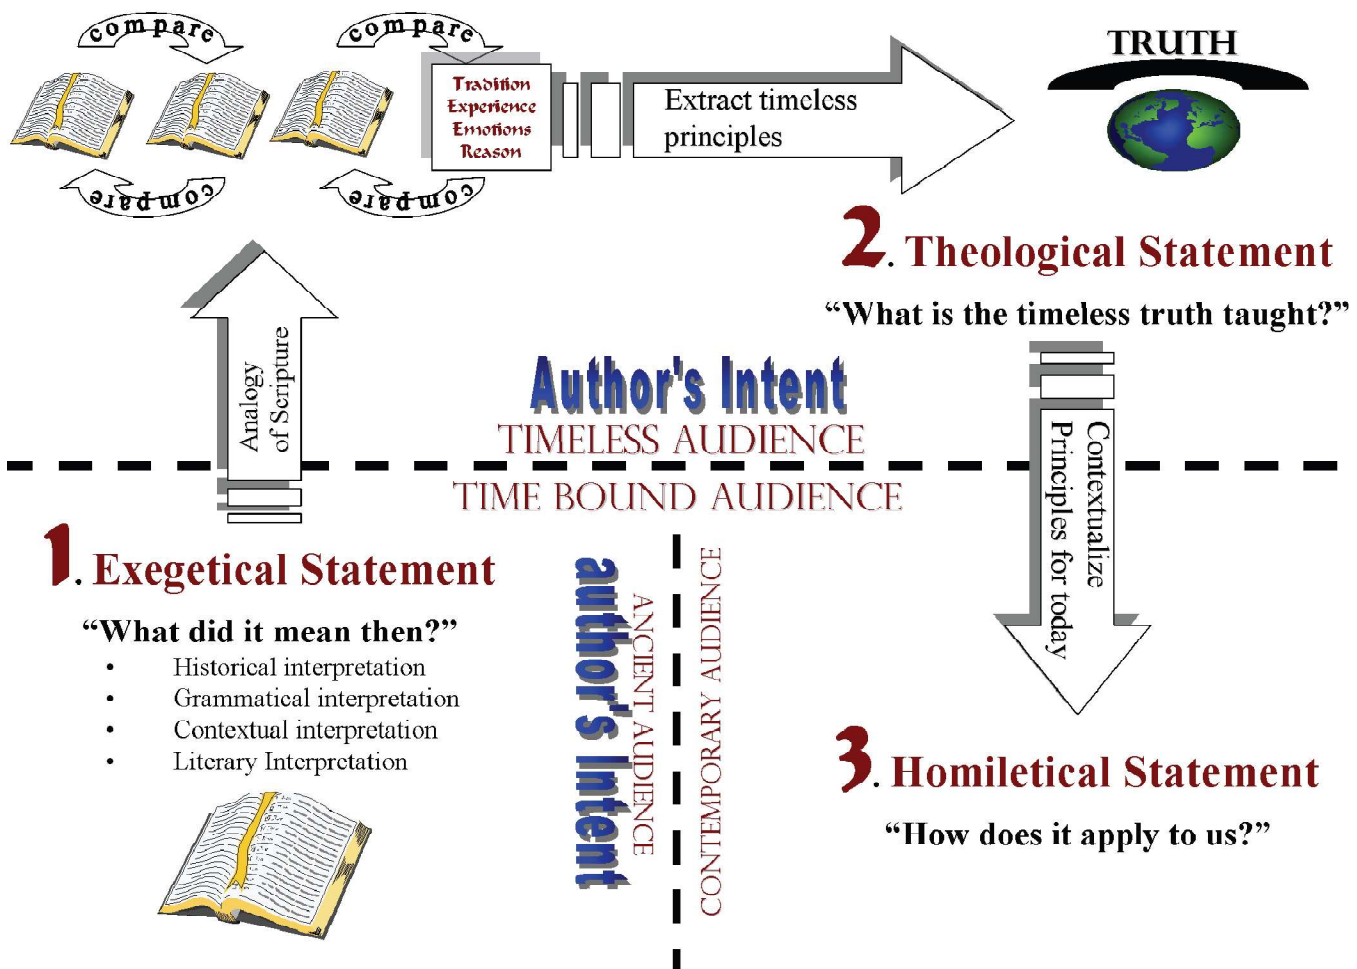 compare
compare
Tradition
Experience
Emotions
Reason
compare
compare
Extract timeless
principles
TRUTH
2. Theological Statement
“What is the timeless truth taught?”
Analogy
of Scripture
Author's Intent
TIMELESS AUDIENCE
TIME BOUND AUDIENCE
Contextualize
Principles for today
1. Exegetical Statement
“What did it mean then?”
• Historical interpretation
• Grammatical interpretation
• Contextual interpretation
• Literary Interpretation
author's Intent
ANCIENT AUDIENCE
CONTEMPORARY AUDIENCE
3. Homiletical Statement
“How does it apply to us?”